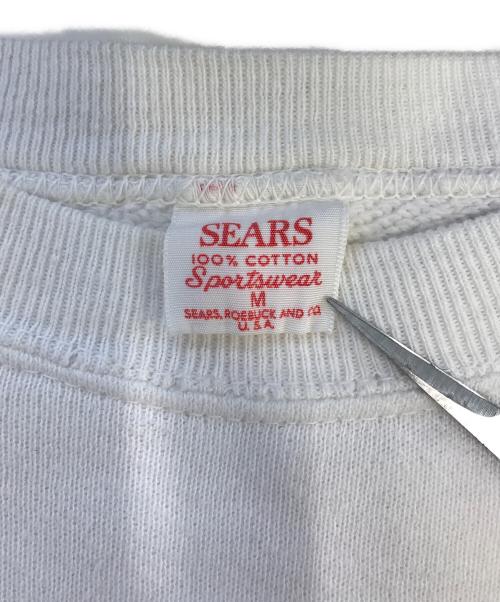 SEARS
100% COTTON
Sportswear
M
SEARS, ROEBUCK AND CO.
U.S.A.